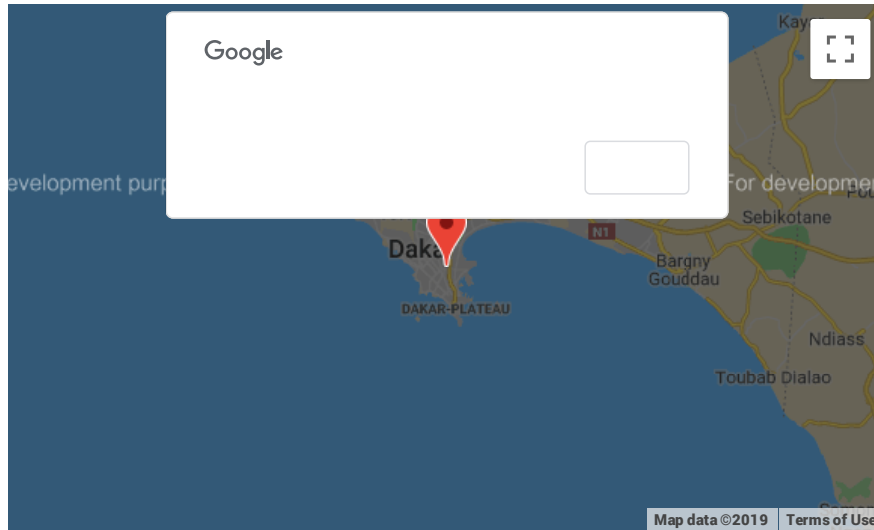 Google
Kay
evelopment purp
For developme
Sebikotane
N1
Daka
Bargny
Gouddau
DAKAR-PLATEAU
Ndiass
Toubab Dialao
Map data ©2019
Terms of Use